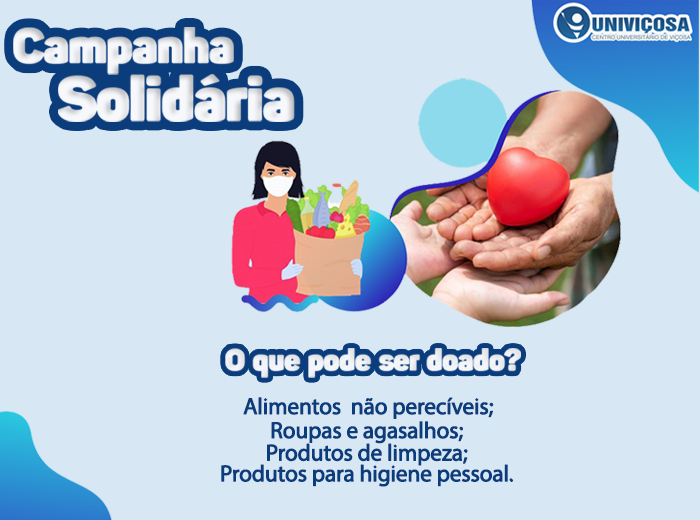 Campanha
Solidária
UNIVIÇOSA
CENTRO UNIVERSITÁRIO DE VIÇOSA
O que pode ser doado?
Alimentos não perecíveis;
Roupas e agasalhos;
Produtos de limpeza;
Produtos para higiene pessoal.